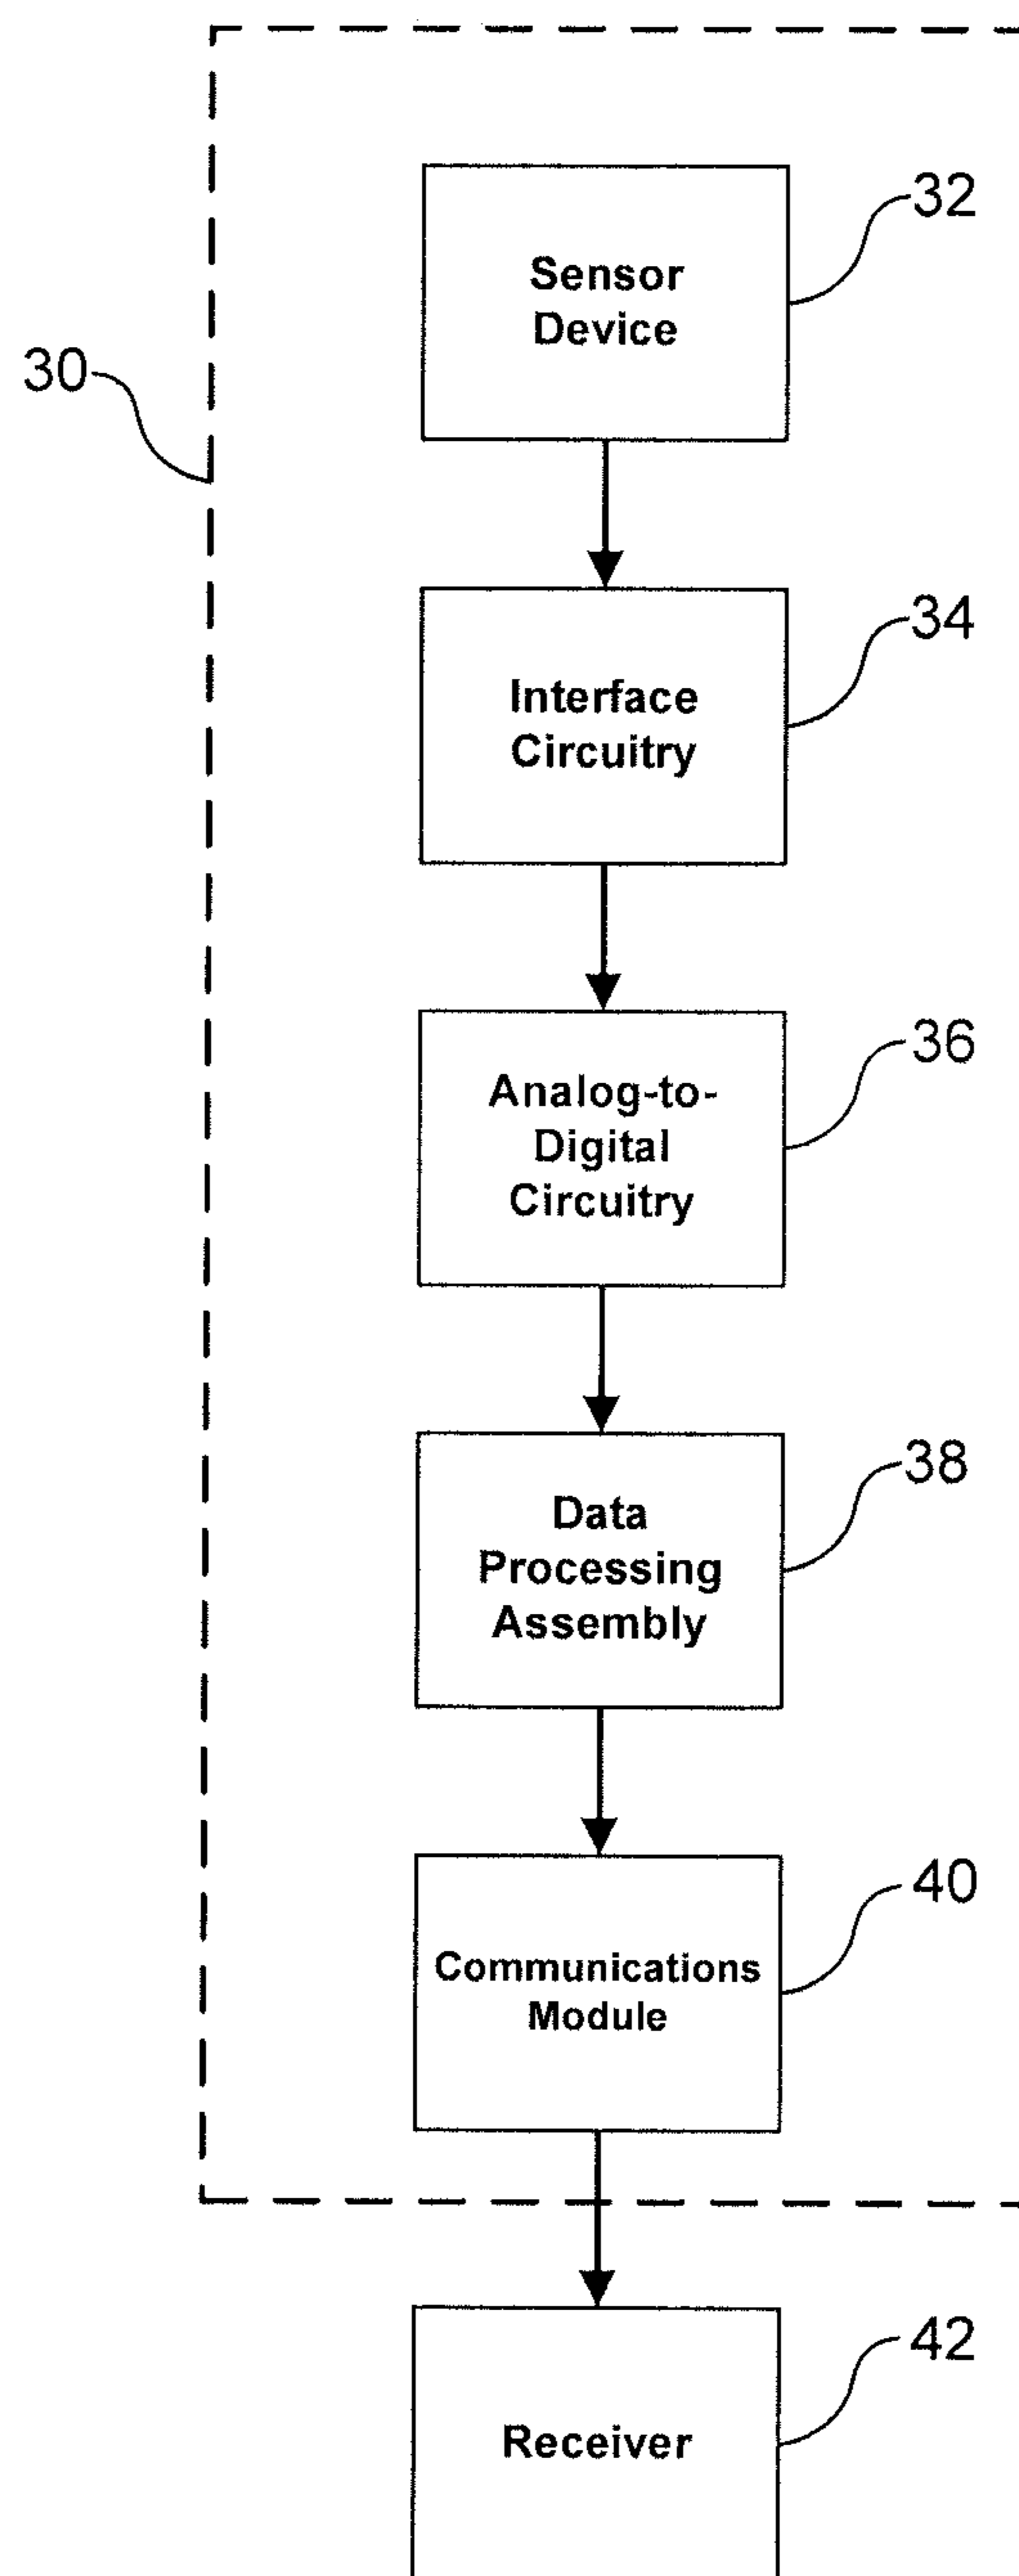 32
Sensor
Device
30
34
Interface
Circuitry
36
Analog-to-
Digital
Circuitry
38
Data
Processing
Assembly
40
Communications
Module
42
Receiver